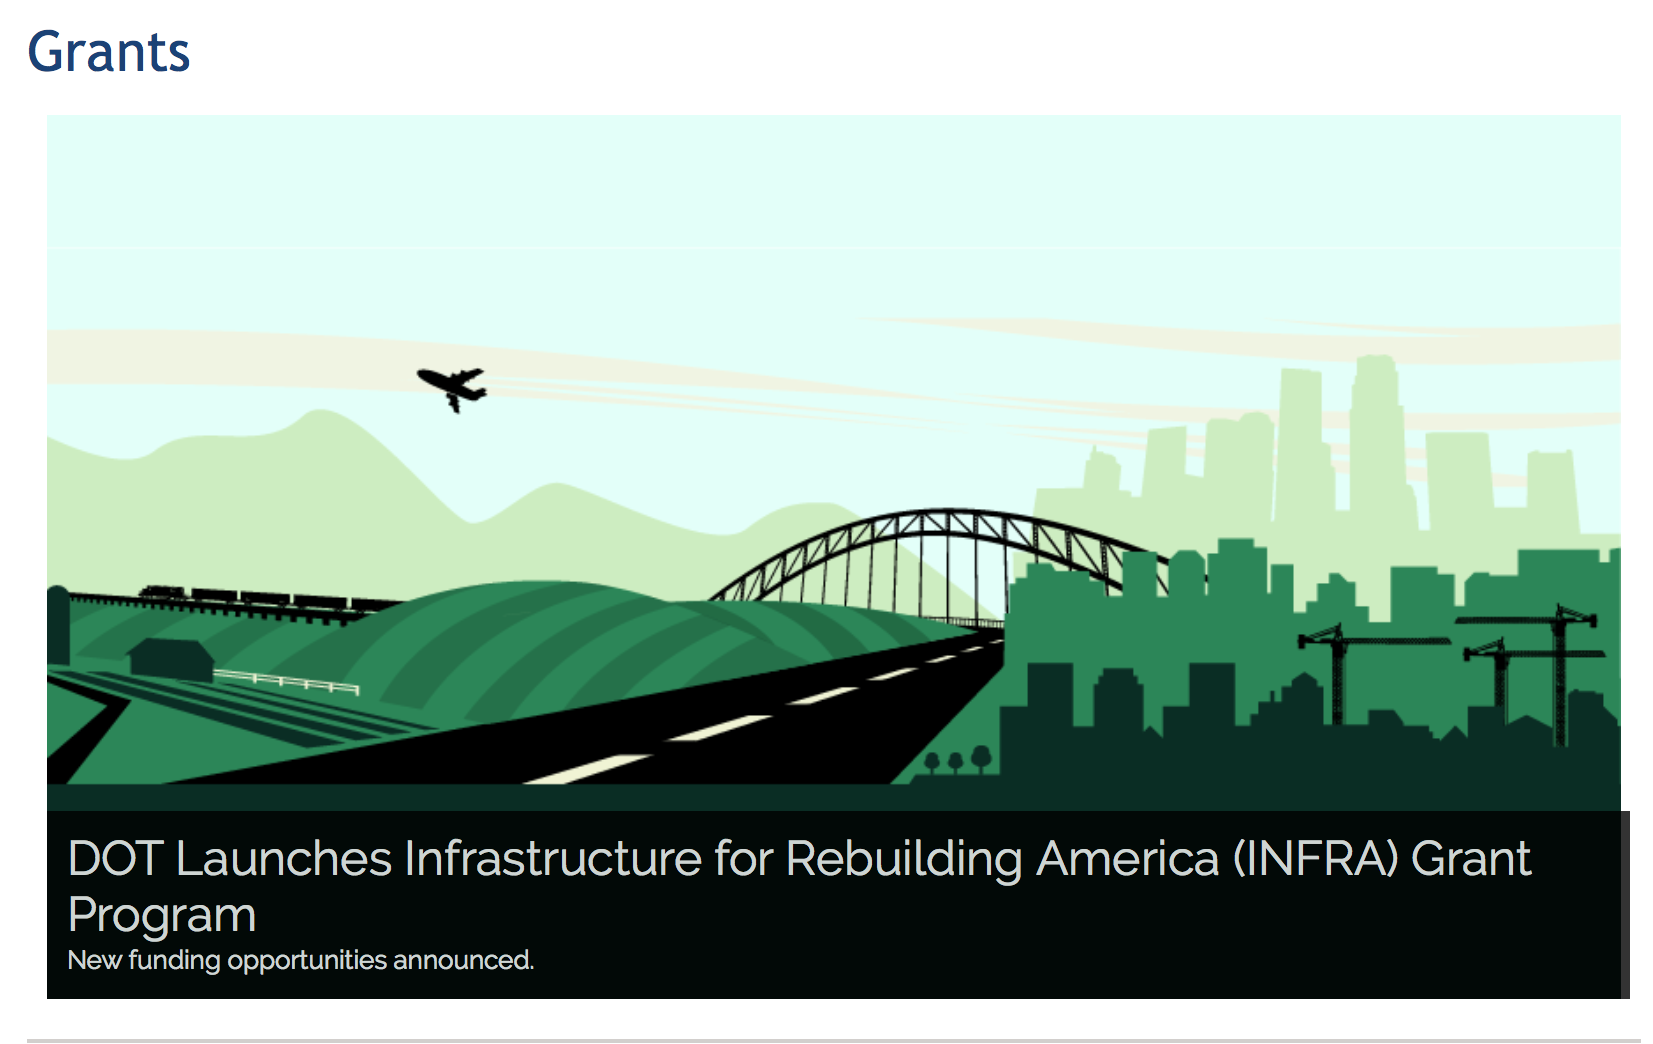 Grants
DOT Launches Infrastructure for Rebuilding America (INFRA) Grant
Program
New funding opportunities announced.